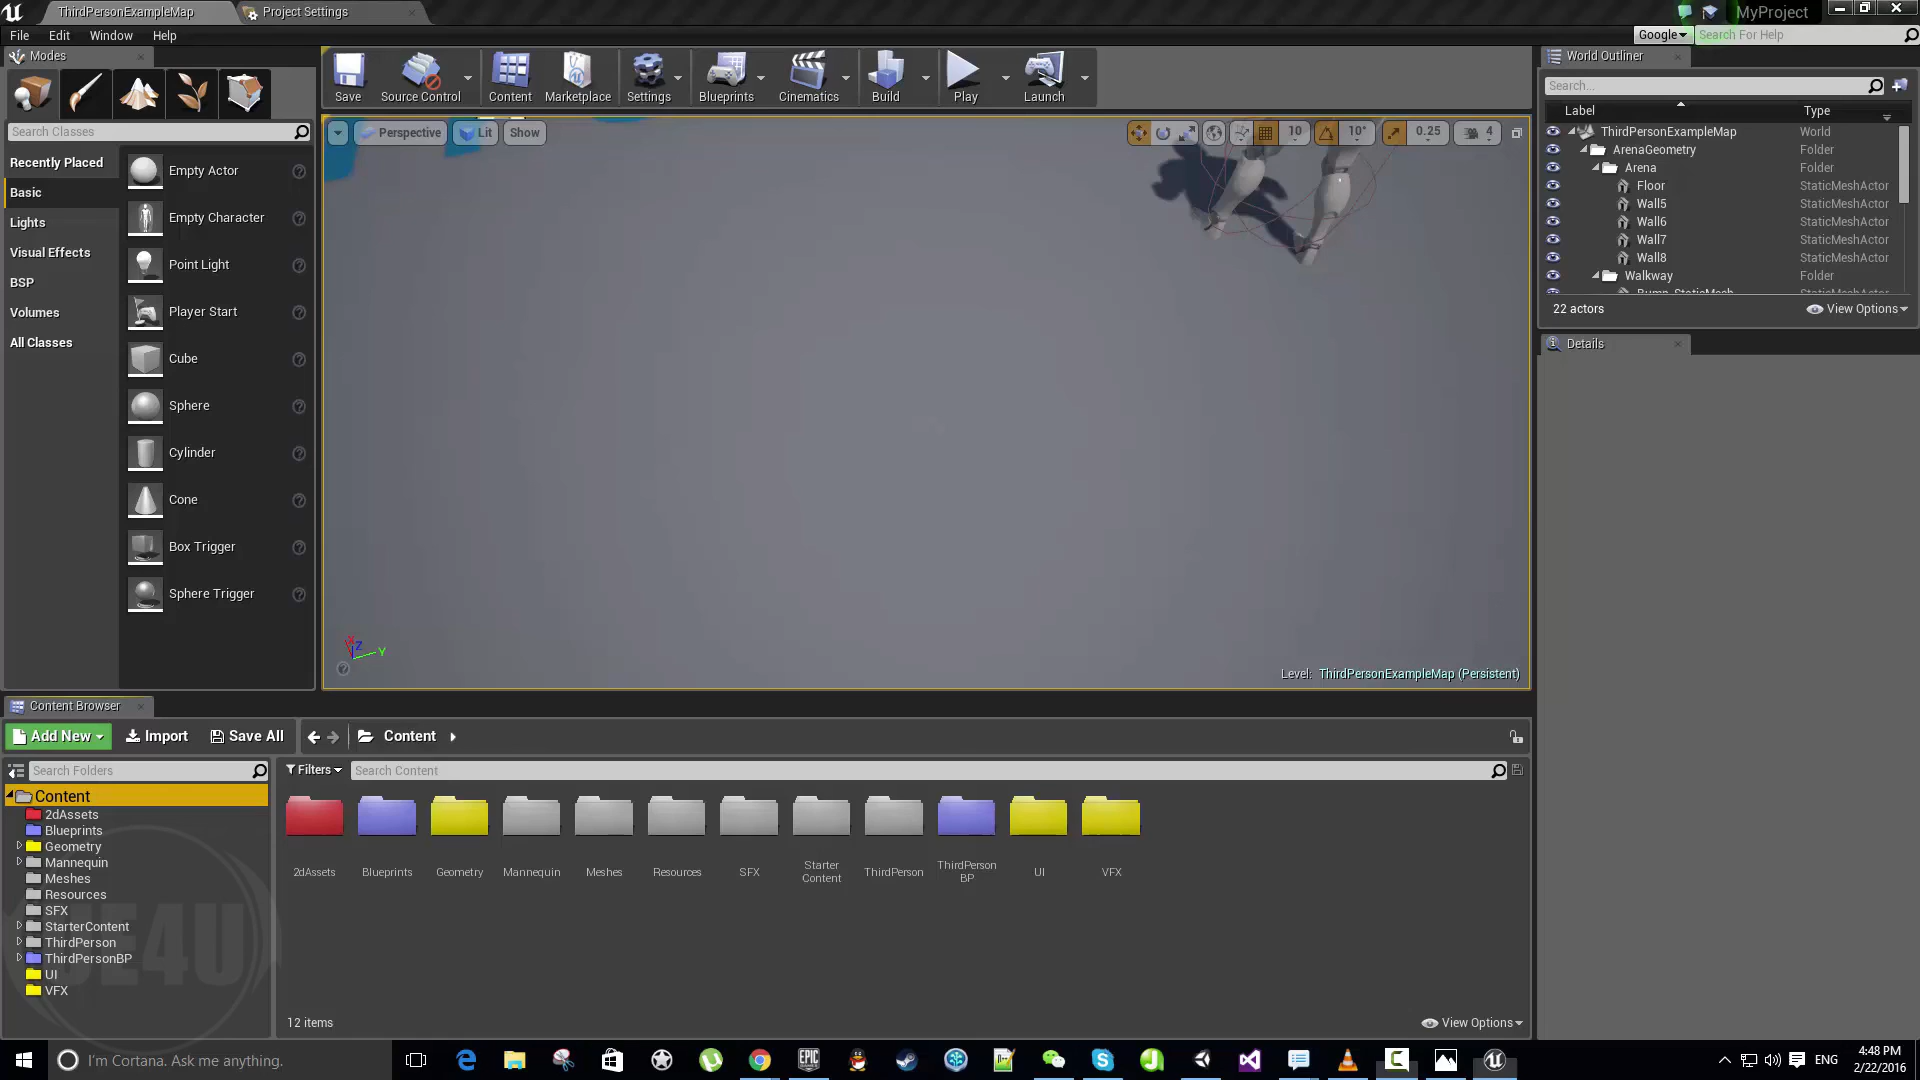 ThirdPersonExampleMap
Project Settings
MyProject
File Edit Window Help
Google
Search For Help
Modes
Search Classes
Recently Placed
Basic
Lights
Visual Effects
BSP
Volumes
All Classes
Empty Actor
Empty Character
Point Light
Player Start
Cube
Sphere
Cylinder
Cone
Box Trigger
Sphere Trigger
Save
Source Control
Content
Marketplace
Settings
Blueprints
Cinematics
Build
Play
Launch
Perspective
Lit
Show
10
10°
0.25
4
X
Z
Y
Level: ThirdPersonExampleMap (Persistent)
World Outliner
Search...
Label Type
ThirdPersonExampleMap World
ArenaGeometry Folder
Arena Folder
Floor StaticMeshActor
Wall5 StaticMeshActor
Wall6 StaticMeshActor
Wall7 StaticMeshActor
Wall8 StaticMeshActor
Walkway Folder
Bump_StaticMesh StaticMeshActor
22 actors
View Options
Details
Content Browser
Add New
Import
Save All
Content
Search Folders
Filters
Search Content
Content
2dAssets
Blueprints
Geometry
Mannequin
Meshes
Resources
SFX
StarterContent
ThirdPerson
ThirdPersonBP
UI
VFX
UE4U
2dAssets
Blueprints
Geometry
Mannequin
Meshes
Resources
SFX
Starter
Content
ThirdPerson
ThirdPerson
BP
UI
VFX
12 items
View Options
I'm Cortana. Ask me anything.
EPIC
ENG
4:48 PM
2/22/2016